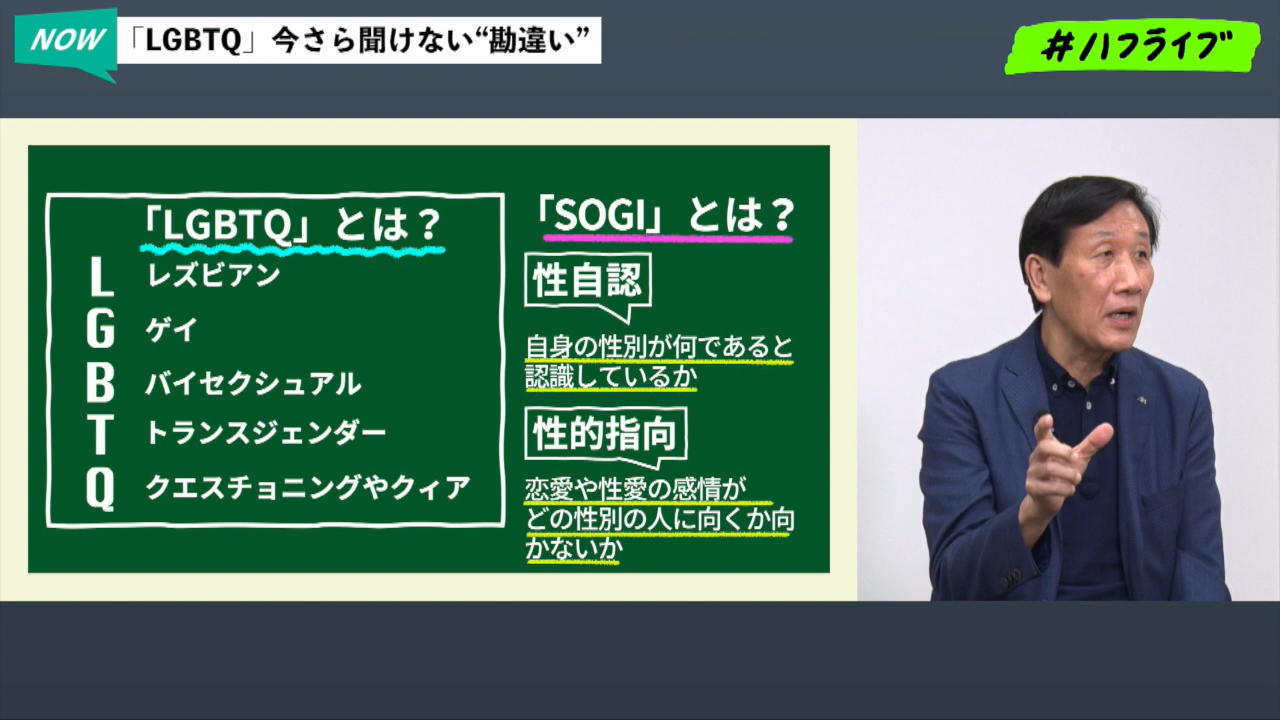 NOW
「LGBTQ」今さら聞けない“勘違い”
#ハフライブ
「LGBTQ」とは？
L レズビアン
G ゲイ
B バイセクシュアル
T トランスジェンダー
Q クエスチョニングやクィア
「SOGI」とは？
性自認
自身の性別が何であると
認識しているか
性的指向
恋愛や性愛の感情が
どの性別の人に向くか向
かないか